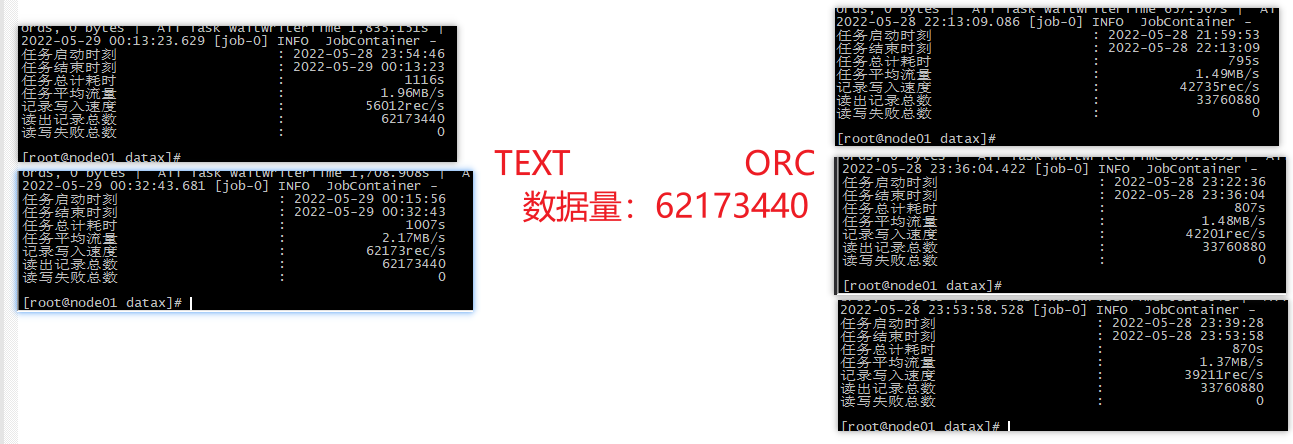 ords, 0 bytes | All Task WaitWriterTime 1,835.151s |
2022-05-29 00:13:23.629 [job-0] INFO JobContainer -
任务启动时刻 : 2022-05-28 23:54:46
任务结束时刻 : 2022-05-29 00:13:23
任务总计耗时 : 1116s
任务平均流量 : 1.96MB/s
记录写入速度 : 56012rec/s
读出记录总数 : 62173440
读写失败总数 : 0
[root@node01 datax]#
ords, 0 bytes | All Task WaitWriterTime 1,708.908s | A
2022-05-29 00:32:43.681 [job-0] INFO JobContainer -
任务启动时刻 : 2022-05-29 00:15:56
任务结束时刻 : 2022-05-29 00:32:43
任务总计耗时 : 1007s
任务平均流量 : 2.17MB/s
记录写入速度 : 62173rec/s
读出记录总数 : 62173440
读写失败总数 : 0
[root@node01 datax]#
TEXT ORC
数据量：62173440
ords, 0 bytes | All Task WaitWriterTime
2022-05-28 22:13:09.086 [job-0] INFO JobContainer -
任务启动时刻 : 2022-05-28 21:59:53
任务结束时刻 : 2022-05-28 22:13:09
任务总计耗时 : 795s
任务平均流量 : 1.49MB/s
记录写入速度 : 42735rec/s
读出记录总数 : 33760880
读写失败总数 : 0
[root@node01 datax]#
ords, 0 bytes | All Task WaitWriterTime
2022-05-28 23:36:04.422 [job-0] INFO JobContainer -
任务启动时刻 : 2022-05-28 23:22:36
任务结束时刻 : 2022-05-28 23:36:04
任务总计耗时 : 807s
任务平均流量 : 1.48MB/s
记录写入速度 : 42201rec/s
读出记录总数 : 33760880
读写失败总数 : 0
[root@node01 datax]#
2022-05-28 23:53:58.528 [job-0] INFO JobContainer -
任务启动时刻 : 2022-05-28 23:39:28
任务结束时刻 : 2022-05-28 23:53:58
任务总计耗时 : 870s
任务平均流量 : 1.37MB/s
记录写入速度 : 39211rec/s
读出记录总数 : 33760880
读写失败总数 : 0
[root@node01 datax]#